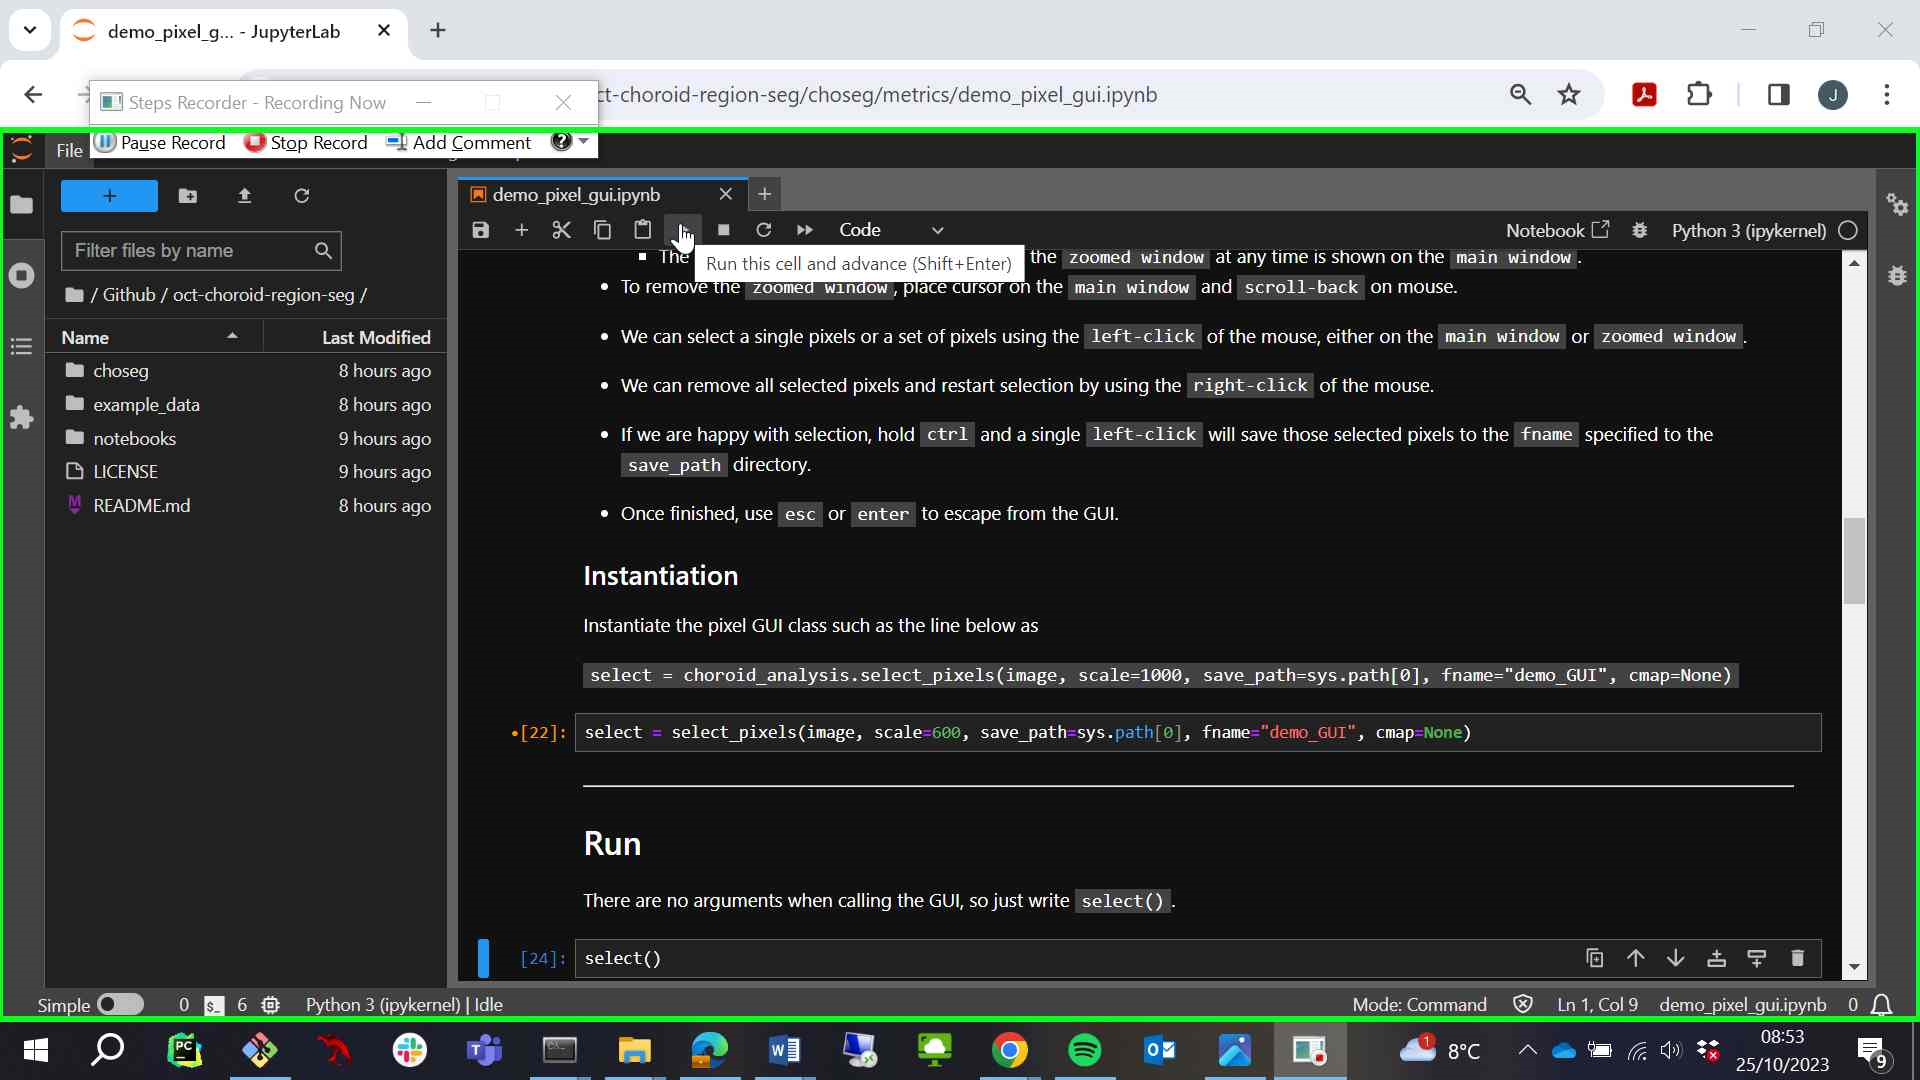 demo_pixel_g... - JupyterLab
Steps Recorder - Recording Now
ct-choroid-region-seg/choseg/metrics/demo_pixel_gui.ipynb
J
File
Pause Record
Stop Record
Add Comment
demo_pixel_gui.ipynb
Code
Notebook
Python 3 (ipykernel)
Filter files by name
/ Github / oct-choroid-region-seg /
Name
Last Modified
choseg
8 hours ago
example_data
8 hours ago
notebooks
9 hours ago
LICENSE
9 hours ago
README.md
8 hours ago
Run this cell and advance (Shift+Enter)
The
the zoomed window at any time is shown on the main window.
To remove the zoomed window, place cursor on the main window and scroll-back on mouse.
We can select a single pixels or a set of pixels using the left-click of the mouse, either on the main window or zoomed window.
We can remove all selected pixels and restart selection by using the right-click of the mouse.
If we are happy with selection, hold ctrl and a single left-click will save those selected pixels to the fname specified to the
save_path directory.
Once finished, use esc or enter to escape from the GUI.
Instantiation
Instantiate the pixel GUI class such as the line below as
select = choroid_analysis.select_pixels(image, scale=1000, save_path=sys.path[0], fname="demo_GUI", cmap=None)
[22]: select = select_pixels(image, scale=600, save_path=sys.path[0], fname="demo_GUI", cmap=None)
Run
There are no arguments when calling the GUI, so just write select().
[24]: select()
Simple
0
6
Python 3 (ipykernel) | Idle
Mode: Command
Ln 1, Col 9
demo_pixel_gui.ipynb
0
PC
1
8°C
08:53
25/10/2023
9